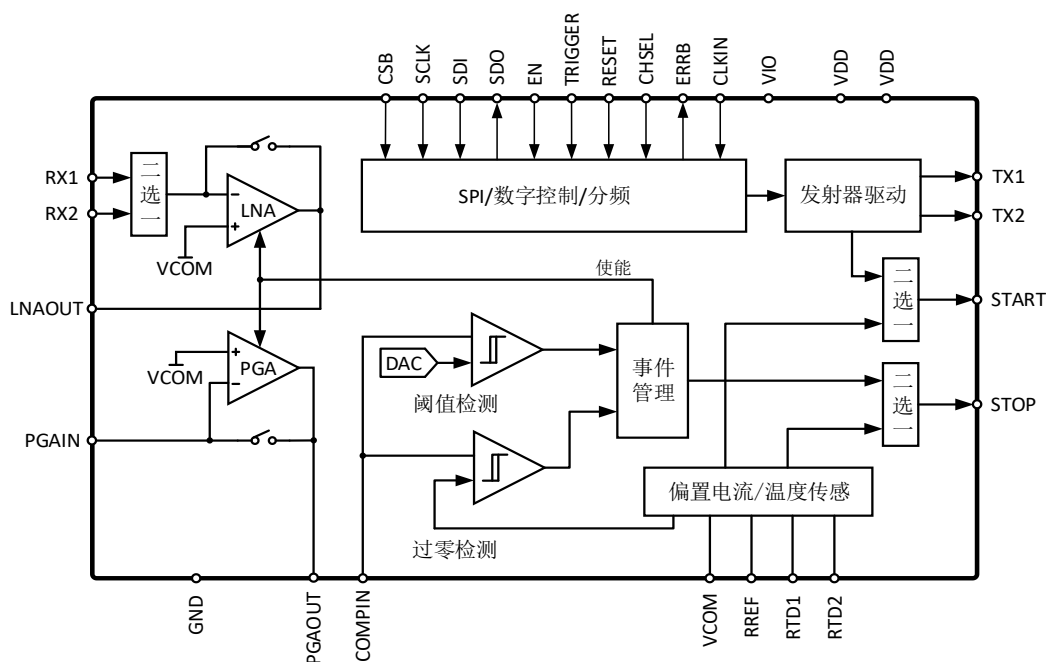 CSB
SCLK
SDI
SDO
EN
TRIGGER
RESET
CHSEL
ERRB
CLKIN
VIO
VDD
VDD
RX1
RX2
二选一
LNA
VCOM
SPI/数字控制/分频
发射器驱动
TX1
TX2
使能
LNAOUT
二选一
START
PGA
VCOM
DAC
阈值检测
事件
管理
二选一
STOP
PGAIN
偏置电流/温度传感
过零检测
GND
PGAOUT
COMPIN
VCOM
RREF
RTD1
RTD2